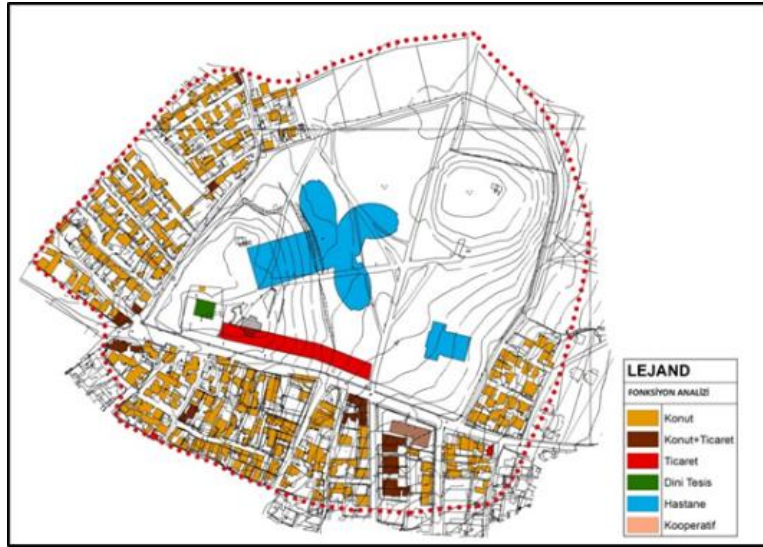 LEJAND
FONKSİYON ANALİZİ
Konut
Konut+Ticaret
Ticaret
Dini Tesis
Hastane
Kooperatif